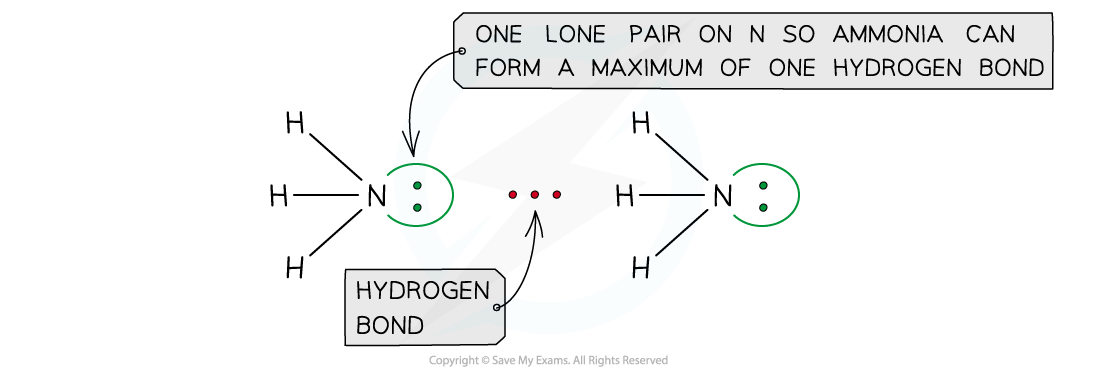 ONE LONE PAIR ON N SO AMMONIA CAN
FORM A MAXIMUM OF ONE HYDROGEN BOND
H H
H N H N
H H
HYDROGEN
BOND
Copyright © Save My Exams. All Rights Reserved